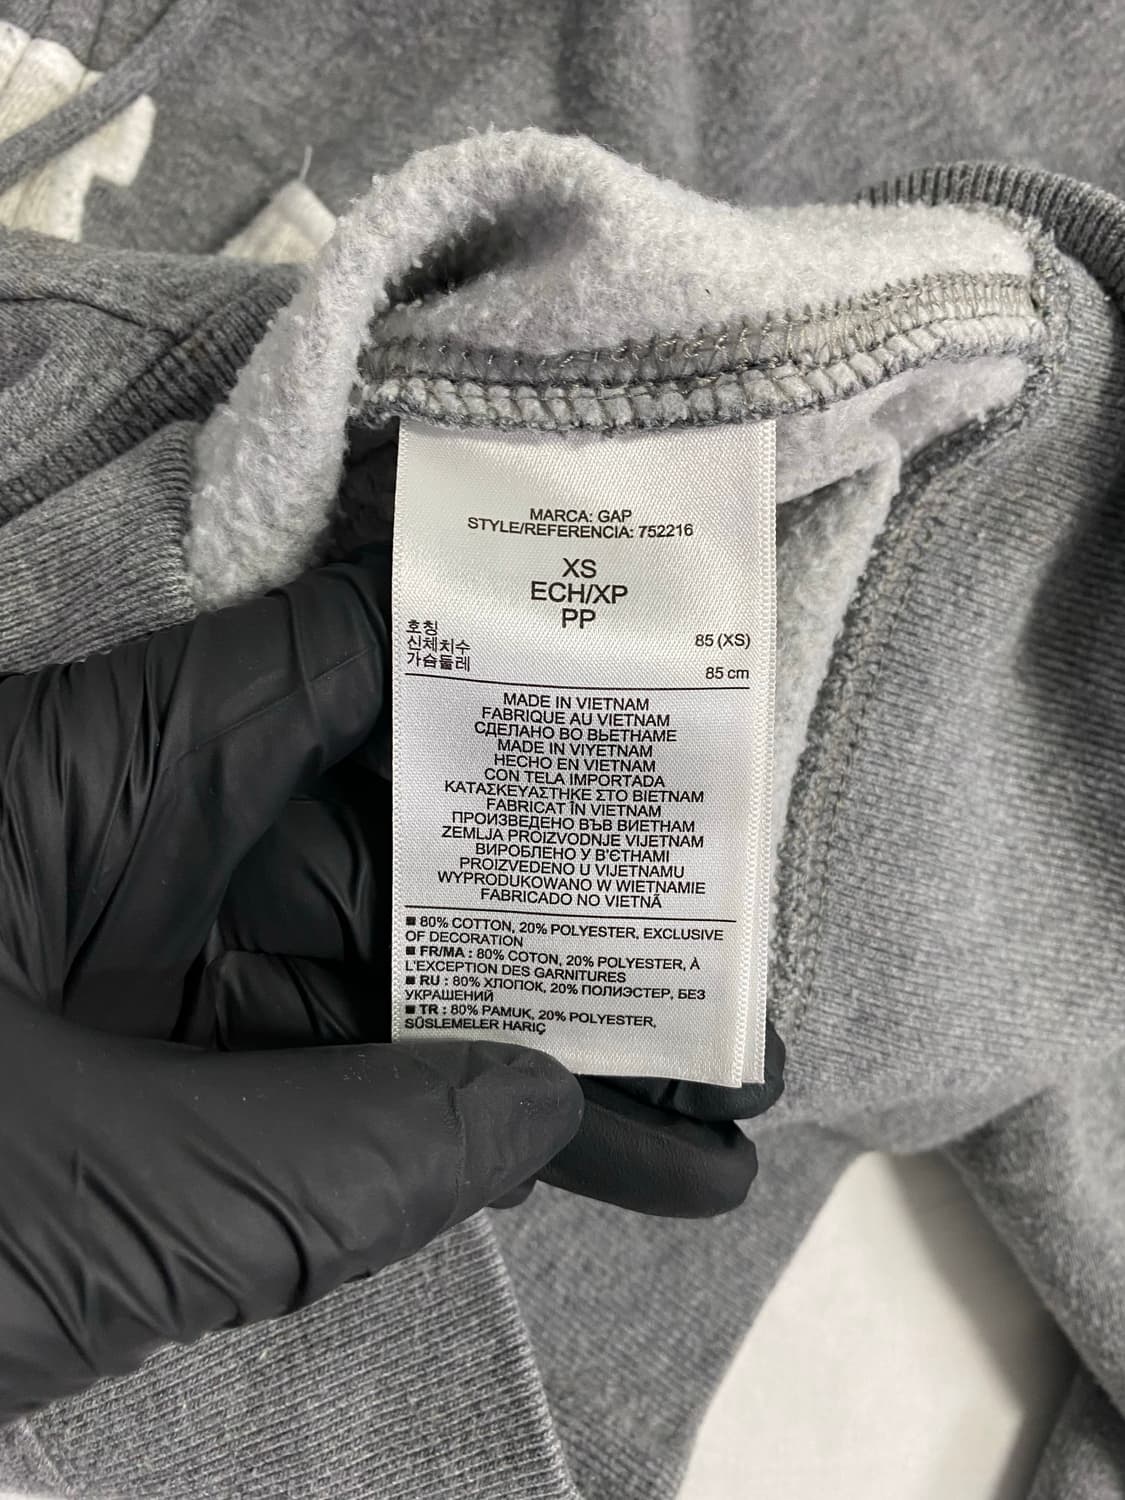 MARCA: GAP
STYLE/REFERENCIA: 752216
XS
ECH/XP
PP
호칭 85 (XS)
신체치수
가슴둘레 85 cm
MADE IN VIETNAM
FABRIQUE AU VIETNAM
СДЕЛАНО ВО ВЬЕТНАМЕ
MADE IN VIYETNAM
HECHO EN VIETNAM
CON TELA IMPORTADA
ΚΑΤΑΣΚΕΥΑΣΤΗΚΕ ΣΤΟ ΒΙΕΤΝΑΜ
FABRICAT ÎN VIETNAM
ПРОИЗВЕДЕНО ВЪВ ВИЕТНАМ
ZEMLJA PROIZVODNJE VIJETNAM
ВИРОБЛЕНО У В'ЄТНАМІ
PROIZVEDENO U VIJETNAMU
WYPRODUKOWANO W WIETNAMIE
FABRICADO NO VIETNÃ
■ 80% COTTON, 20% POLYESTER, EXCLUSIVE
OF DECORATION
■ FR/MA : 80% COTON, 20% POLYESTER, À
L'EXCEPTION DES GARNITURES
■ RU : 80% ХЛОПОК, 20% ПОЛИЭСТЕР, БЕЗ
УКРАШЕНИЙ
■ TR : 80% PAMUK, 20% POLYESTER,
SÜSLEMELER HARIÇ